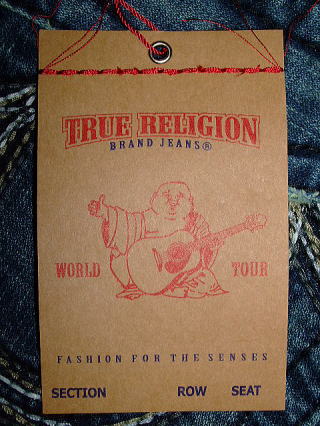 TRUE RELIGION
BRAND JEANS®
WORLD TOUR
FASHION FOR THE SENSES
SECTION ROW SEAT